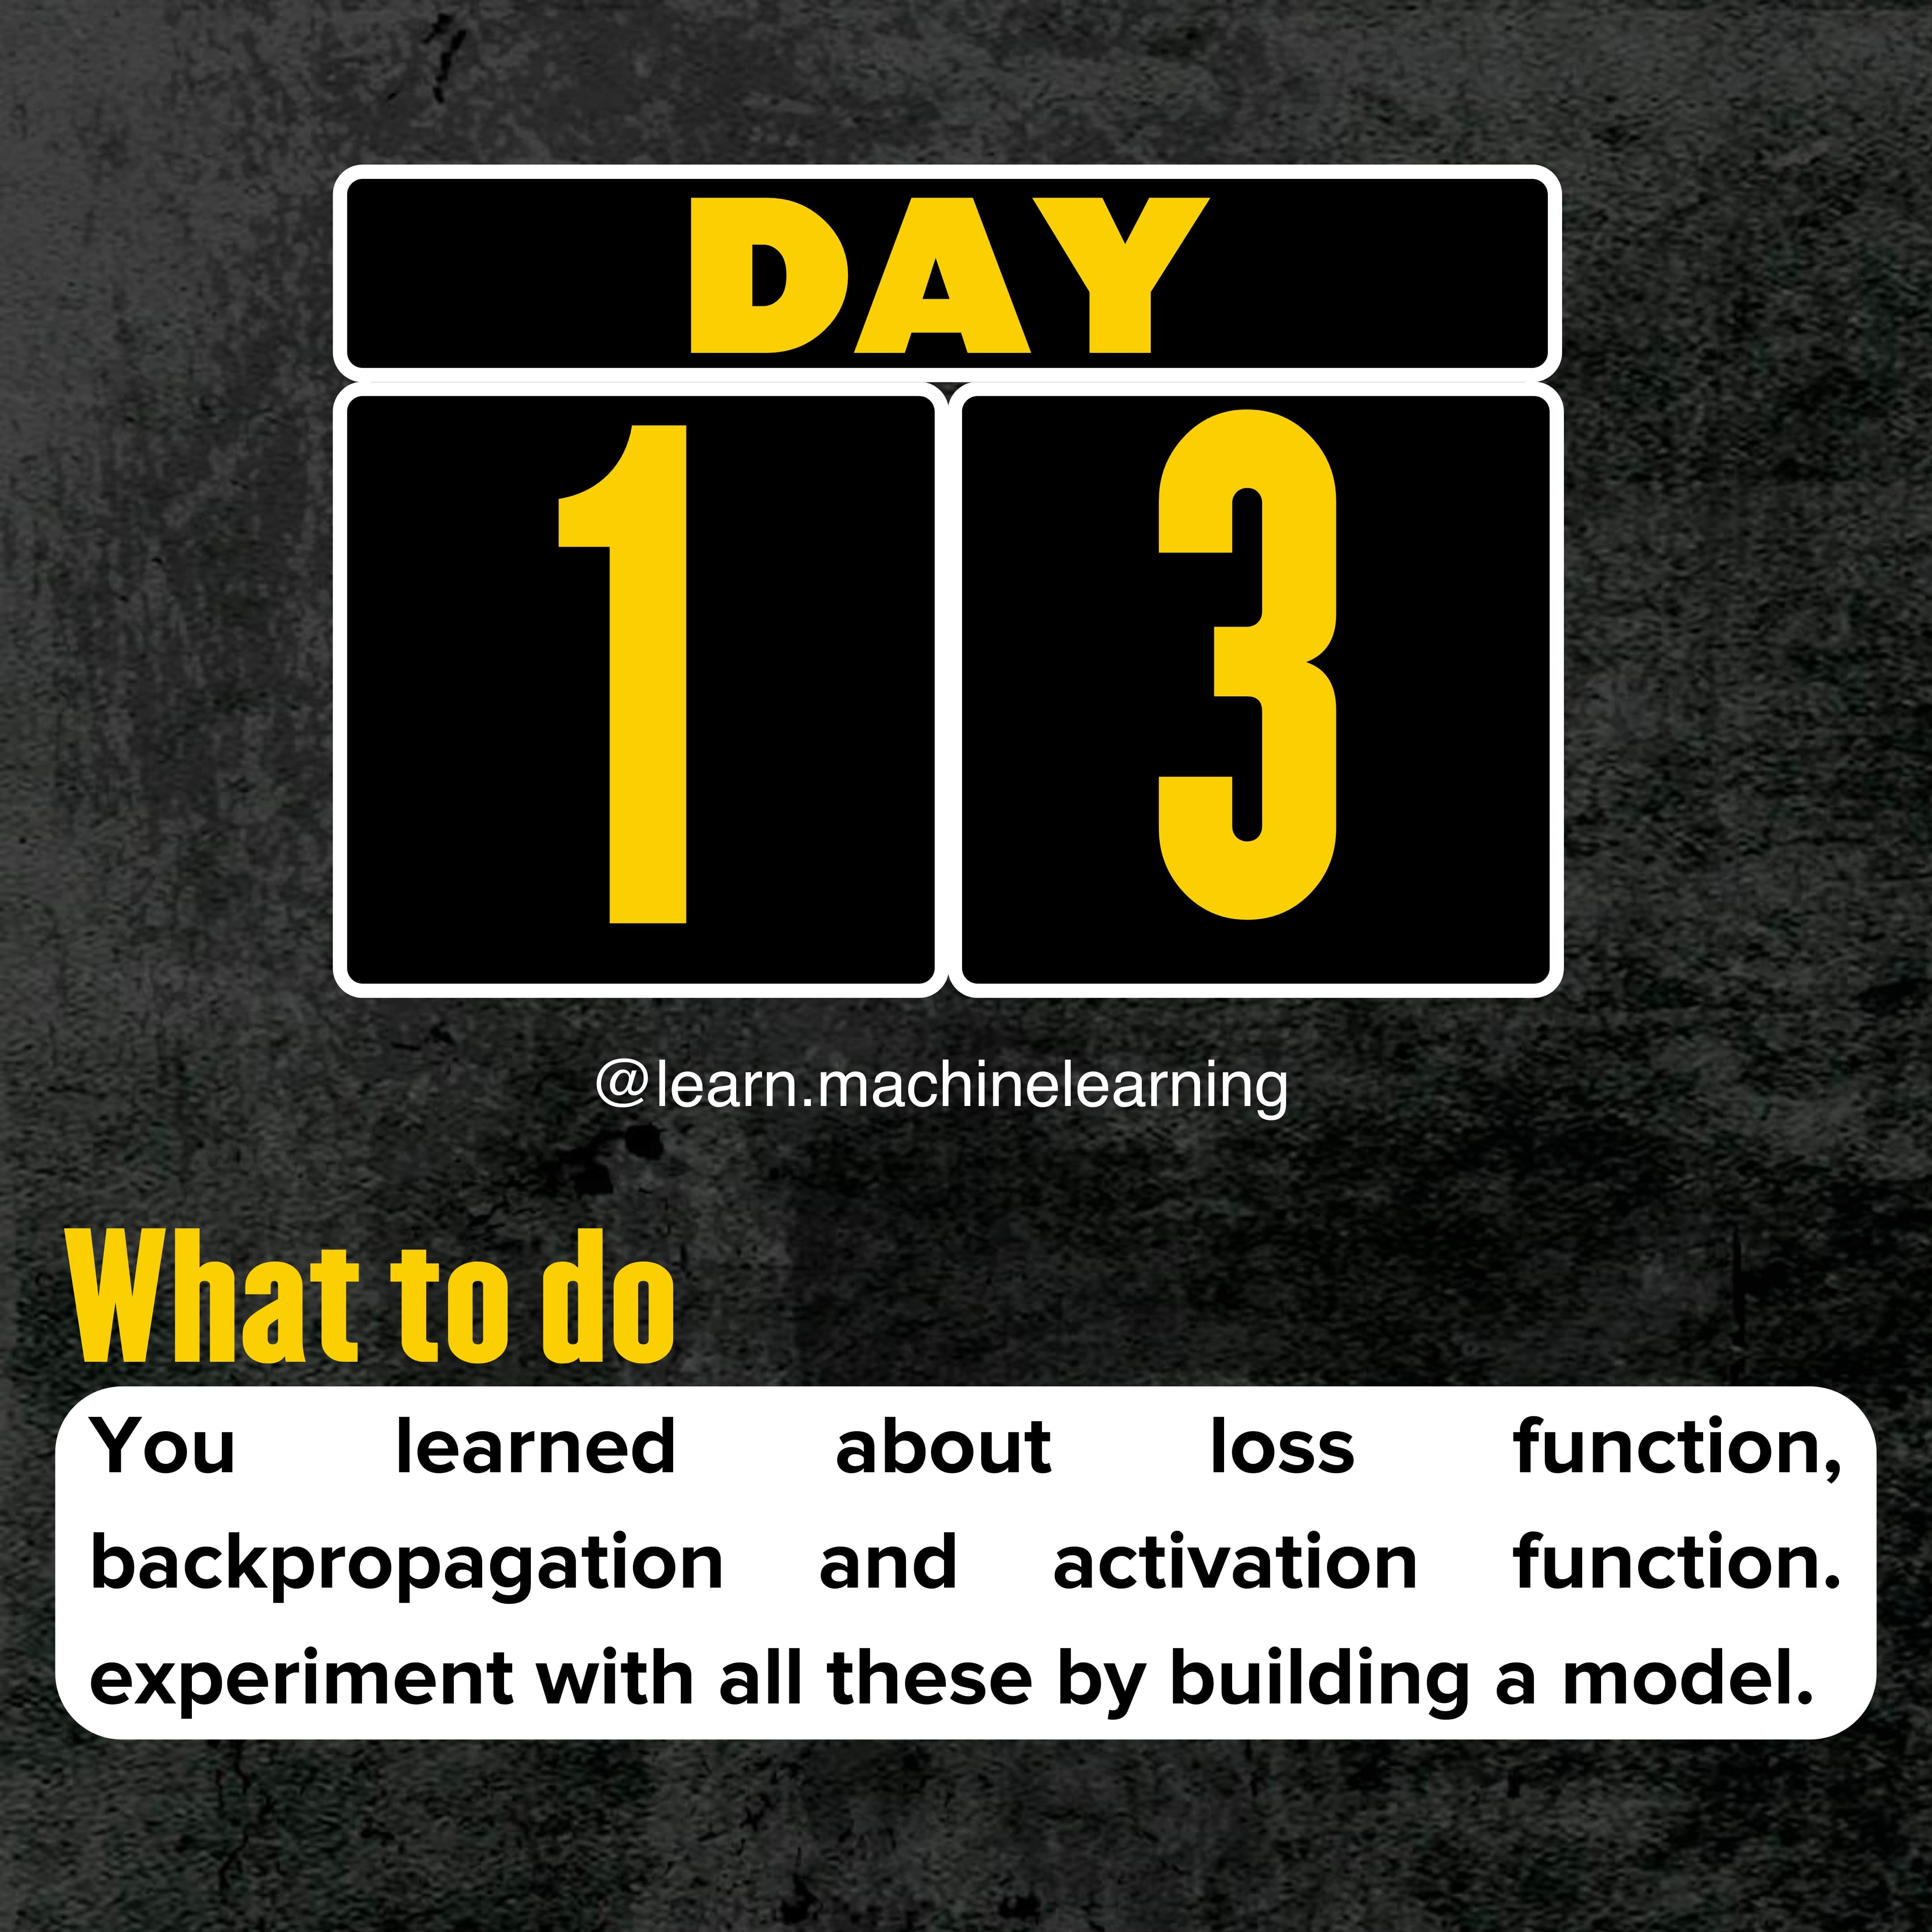 DAY
1 3
@learn.machinelearning
What to do
You learned about loss function,
backpropagation and activation function.
experiment with all these by building a model.